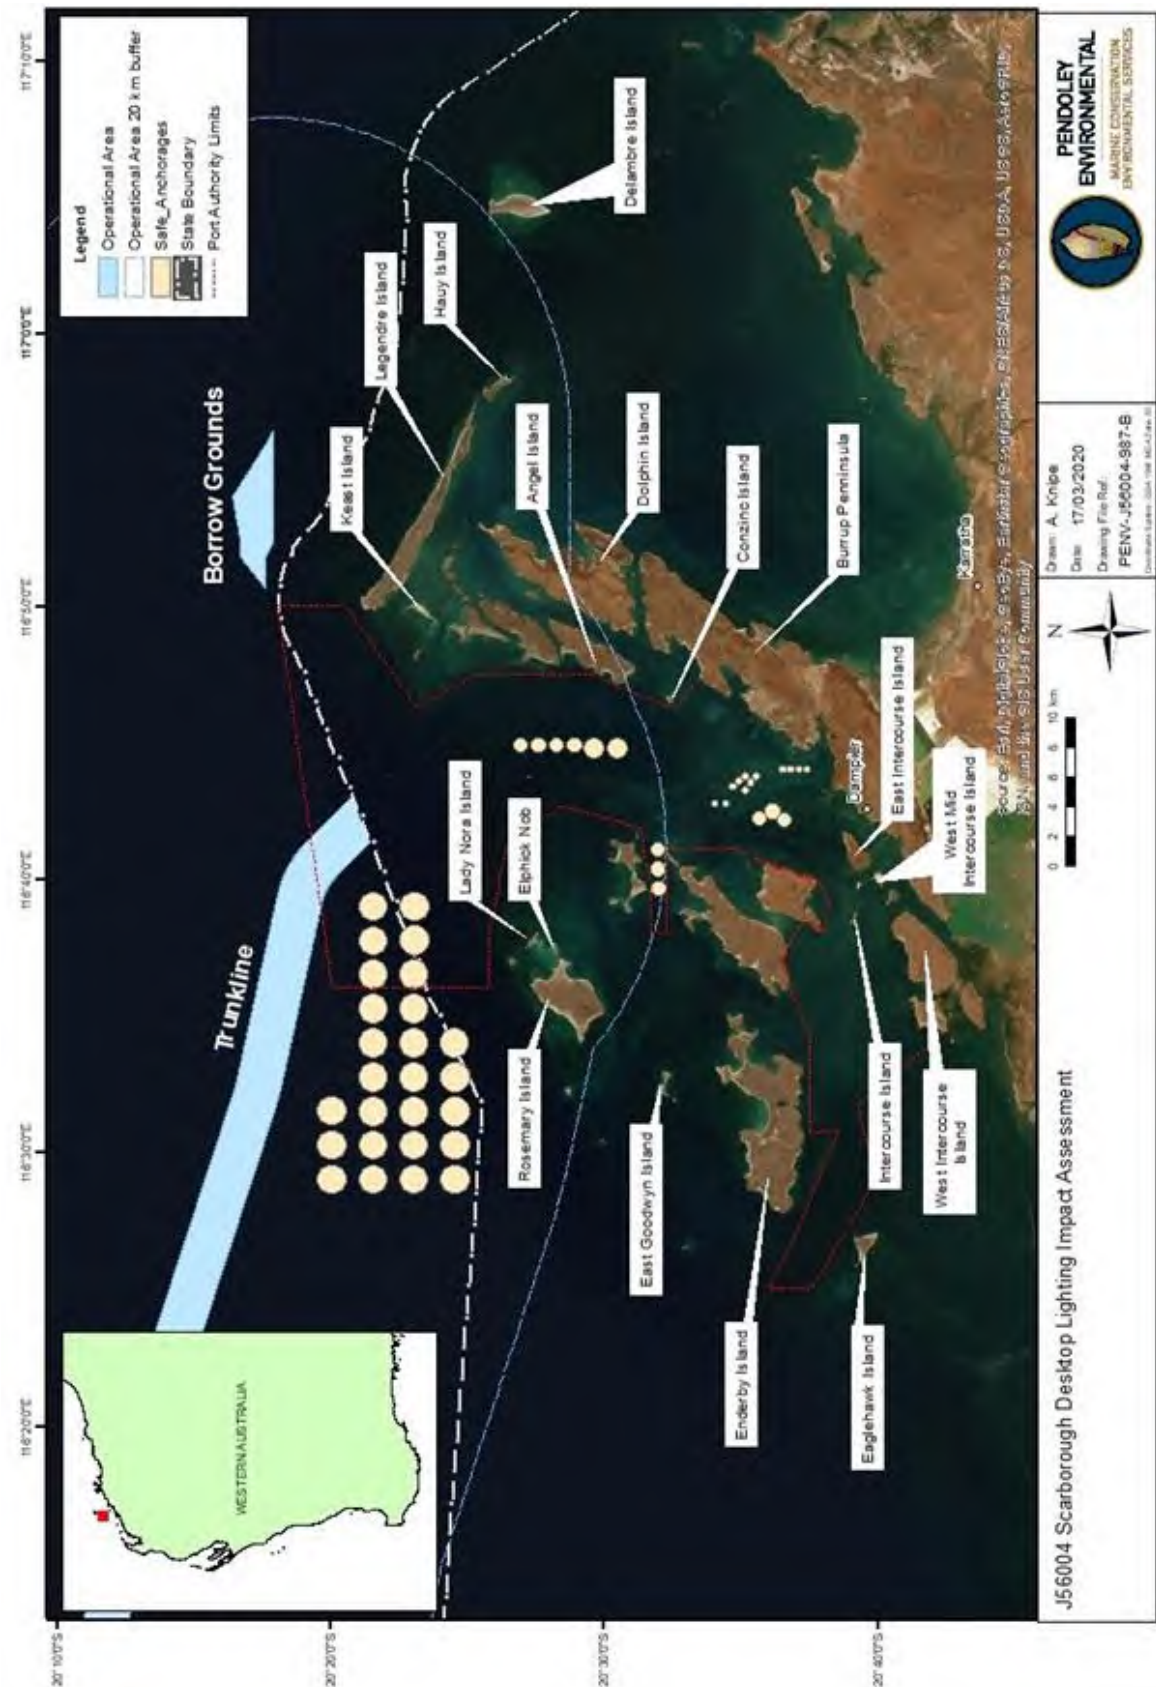 117°10'0"E
117°0'0"E
116°50'0"E
116°40'0"E
116°30'0"E
116°20'0"E
20°10'0"S
20°20'0"S
20°30'0"S
20°40'0"S
WESTERN AUSTRALIA
Legend
Operational Area
Operational Area 20 km buffer
Safe_Anchorages
State Boundary
Port Authority Limits
Trunkline
Borrow Grounds
Keast Island
Legendre Island
Hauy Island
Delambre Island
Lady Nora Island
Elphick Nob
Rosemary Island
Angel Island
Dolphin Island
Conzinc Island
Burrup Penninsula
East Goodwyn Island
Enderby Island
Eaglehawk Island
Dampier
Karratha
East Intercourse Island
West Mid
Intercourse Island
Intercourse Island
West Intercourse
Island
J56004 Scarborough Desktop Lighting Impact Assessment
0 2 4 6 8 10 km
N
Drawn: A. Knipe
Date: 17/03/2020
Drawing File Ref.
PENV-J56004-987-B
PENDOLEY
ENVIRONMENTAL
MARINE CONSERVATION
ENVIRONMENTAL SERVICES